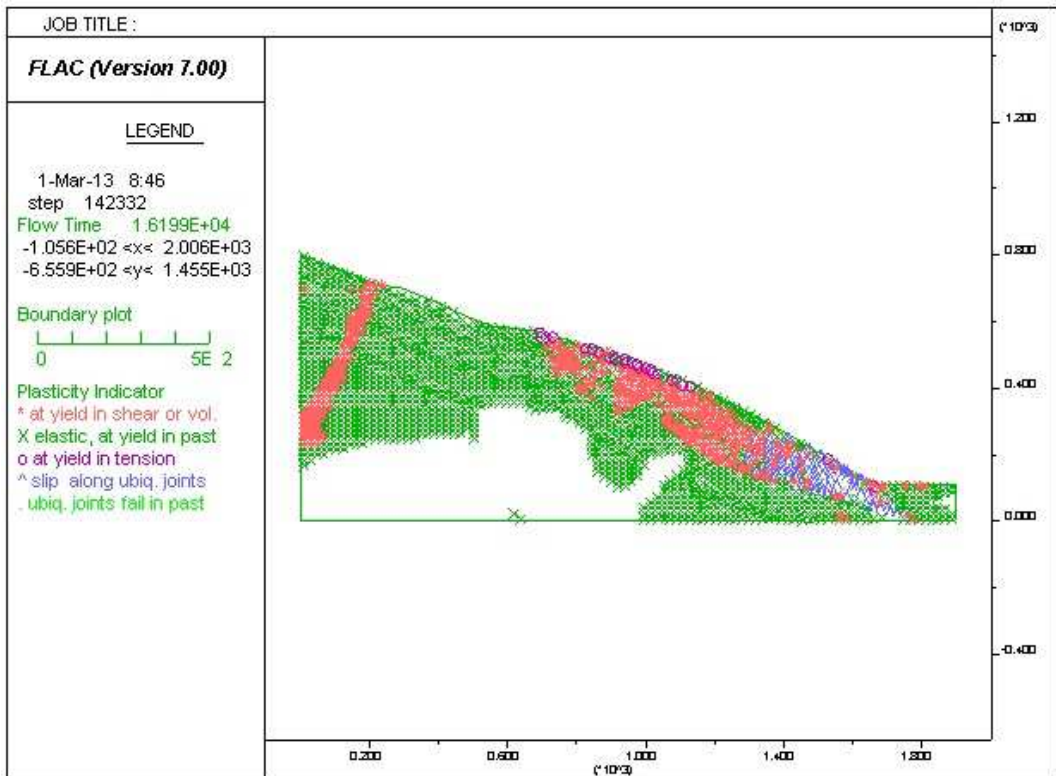 JOB TITLE :
FLAC (Version 7.00)
LEGEND
1-Mar-13 8:46
step 142332
Flow Time 1.6199E+04
-1.056E+02 <x< 2.006E+03
-6.559E+02 <y< 1.455E+03
Boundary plot
0 5E 2
Plasticity Indicator
* at yield in shear or vol.
X elastic, at yield in past
o at yield in tension
^ slip along ubiq. joints
. ubiq. joints fail in past
(*10^3)
1.200
0.800
0.400
0.000
-0.400
0.200 0.600 1.000 1.400 1.800
(*10^3)